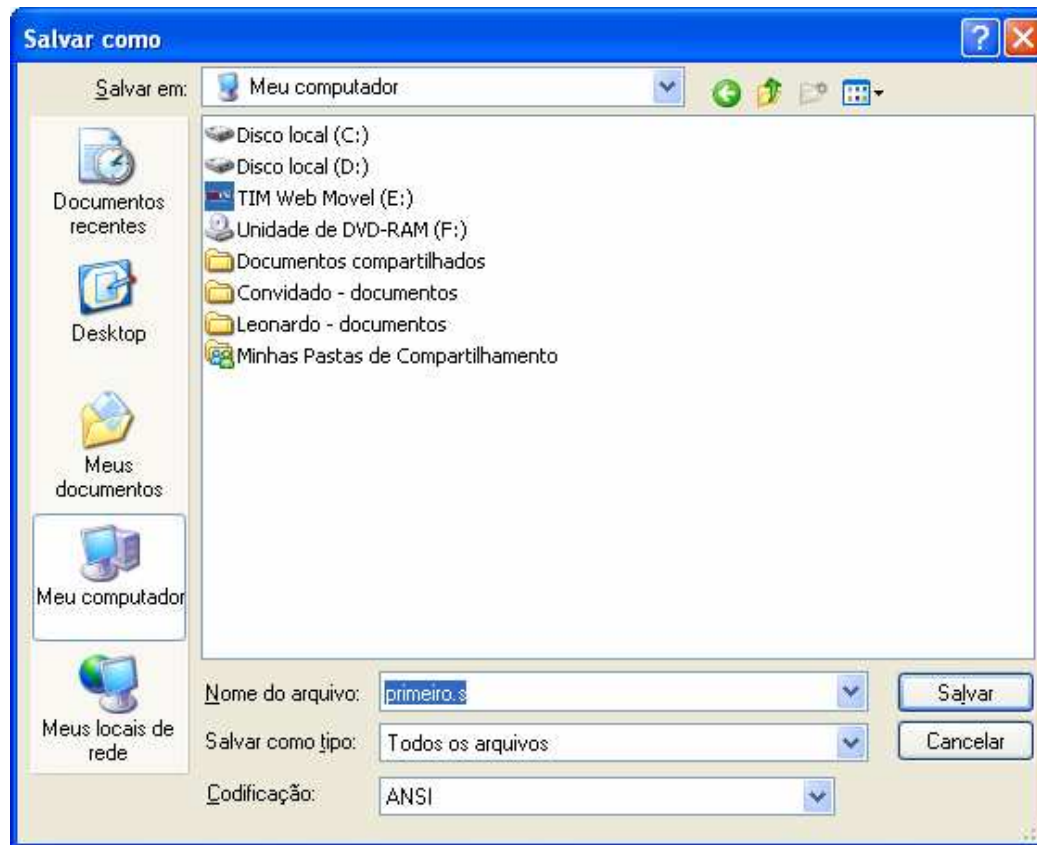 Salvar como
Salvar em: Meu computador
Documentos
recentes
Desktop
Meus
documentos
Meu computador
Meus locais de
rede
Disco local (C:)
Disco local (D:)
TIM Web Movel (E:)
Unidade de DVD-RAM (F:)
Documentos compartilhados
Convidado - documentos
Leonardo - documentos
Minhas Pastas de Compartilhamento
Nome do arquivo: primeiro.s Salvar
Salvar como tipo: Todos os arquivos Cancelar
Codificação: ANSI